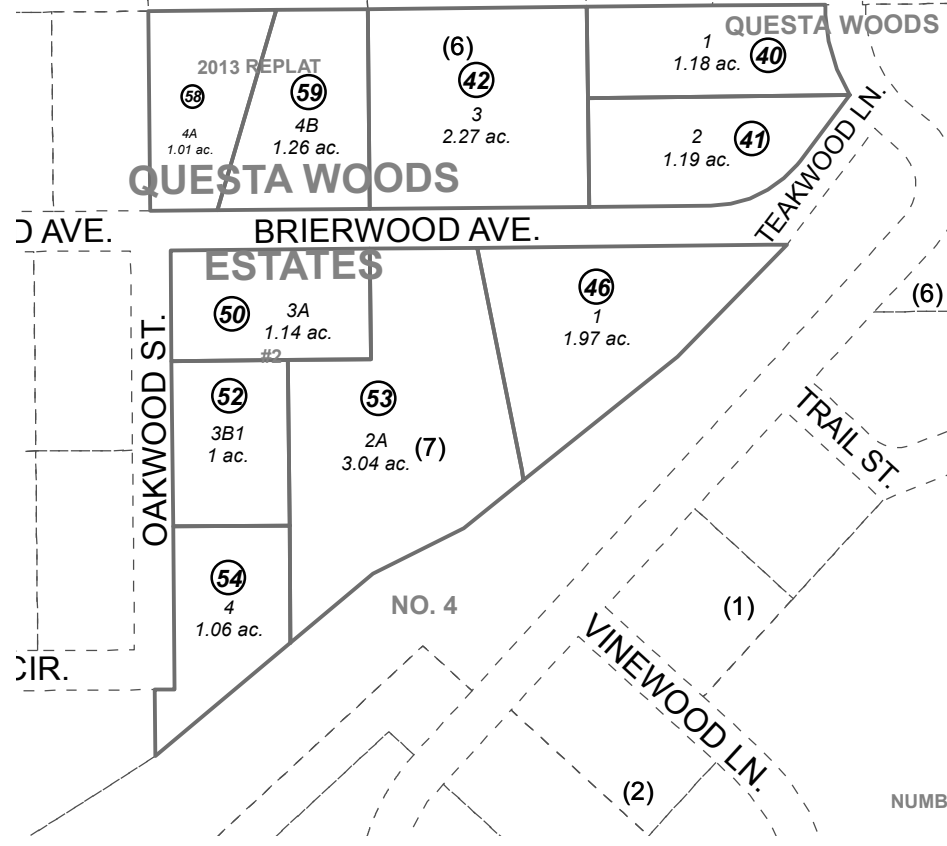 QUESTA WOODS
(6)
1
1.18 ac.
40
42
2013 REPLAT
58
59
3
2.27 ac.
4A
1.01 ac.
4B
1.26 ac.
2
1.19 ac.
41
TEAKWOOD LN.
QUESTA WOODS
D AVE.
BRIERWOOD AVE.
ESTATES
46
1
1.97 ac.
(6)
50
3A
1.14 ac.
#2
OAKWOOD ST.
52
3B1
1 ac.
53
2A
3.04 ac.
(7)
TRAIL ST.
54
4
1.06 ac.
NO. 4
(1)
CIR.
VINEWOOD LN.
(2)
NUMB